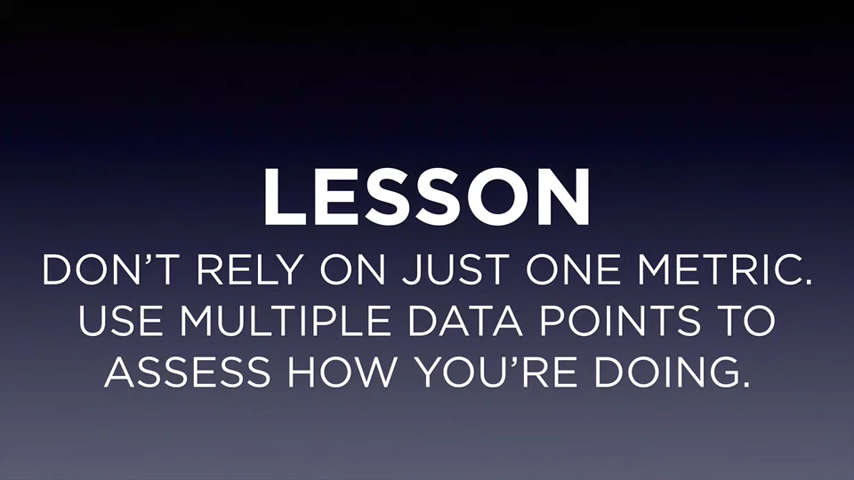 LESSON
DON'T RELY ON JUST ONE METRIC.
USE MULTIPLE DATA POINTS TO
ASSESS HOW YOU'RE DOING.